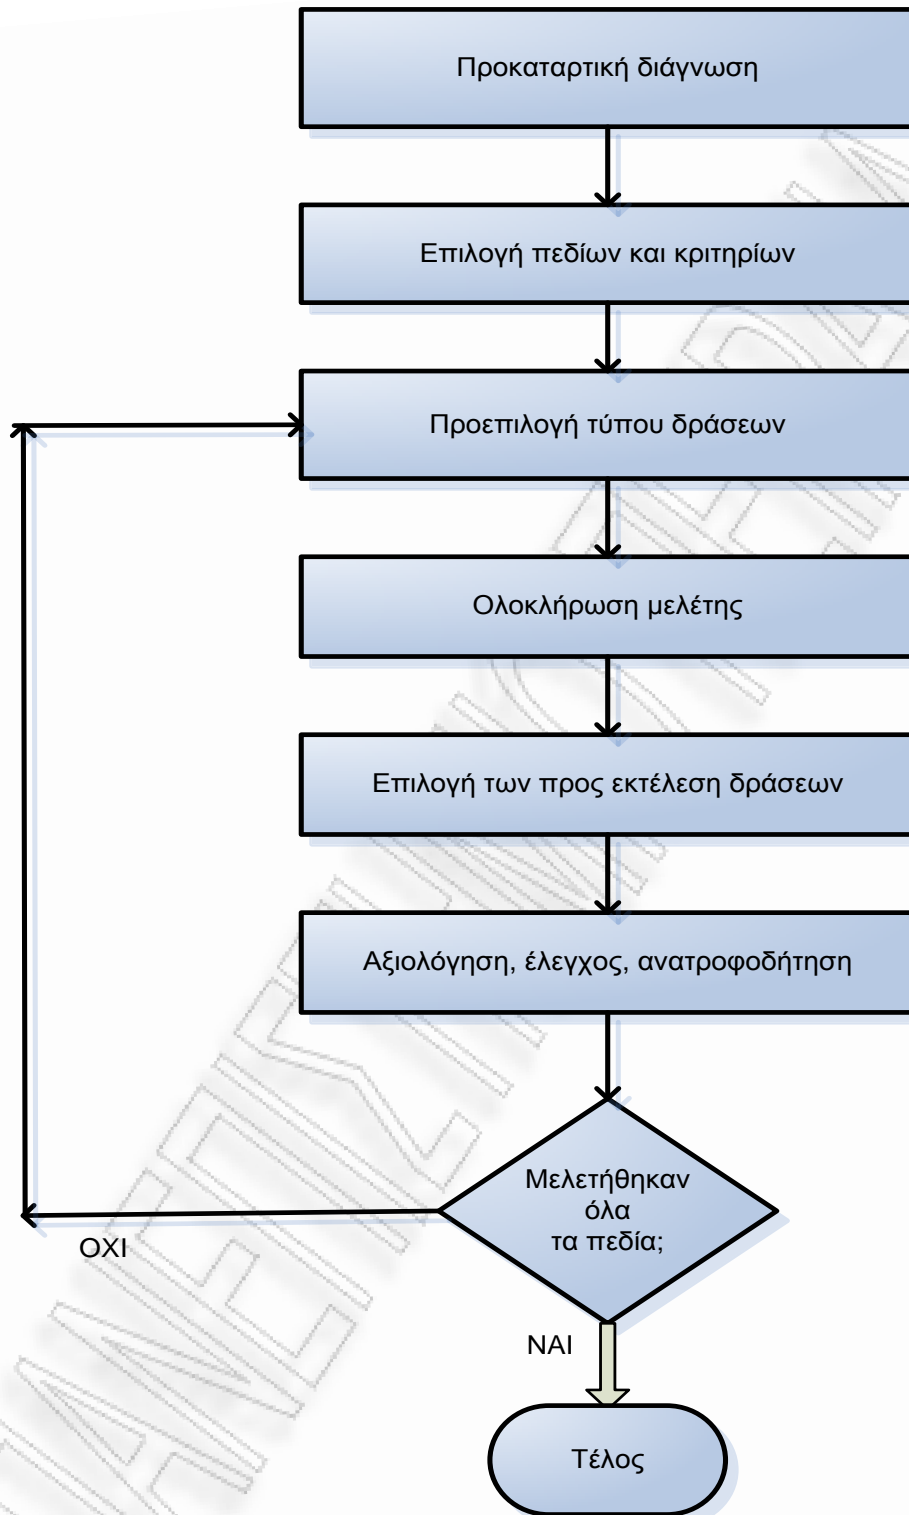 Προκαταρτική διάγνωση
Επιλογή πεδίων και κριτηρίων
Προεπιλογή τύπου δράσεων
Ολοκλήρωση μελέτης
Επιλογή των προς εκτέλεση δράσεων
Αξιολόγηση, έλεγχος, ανατροφοδήτηση
Μελετήθηκαν
όλα
τα πεδία;
ΟΧΙ
ΝΑΙ
Τέλος